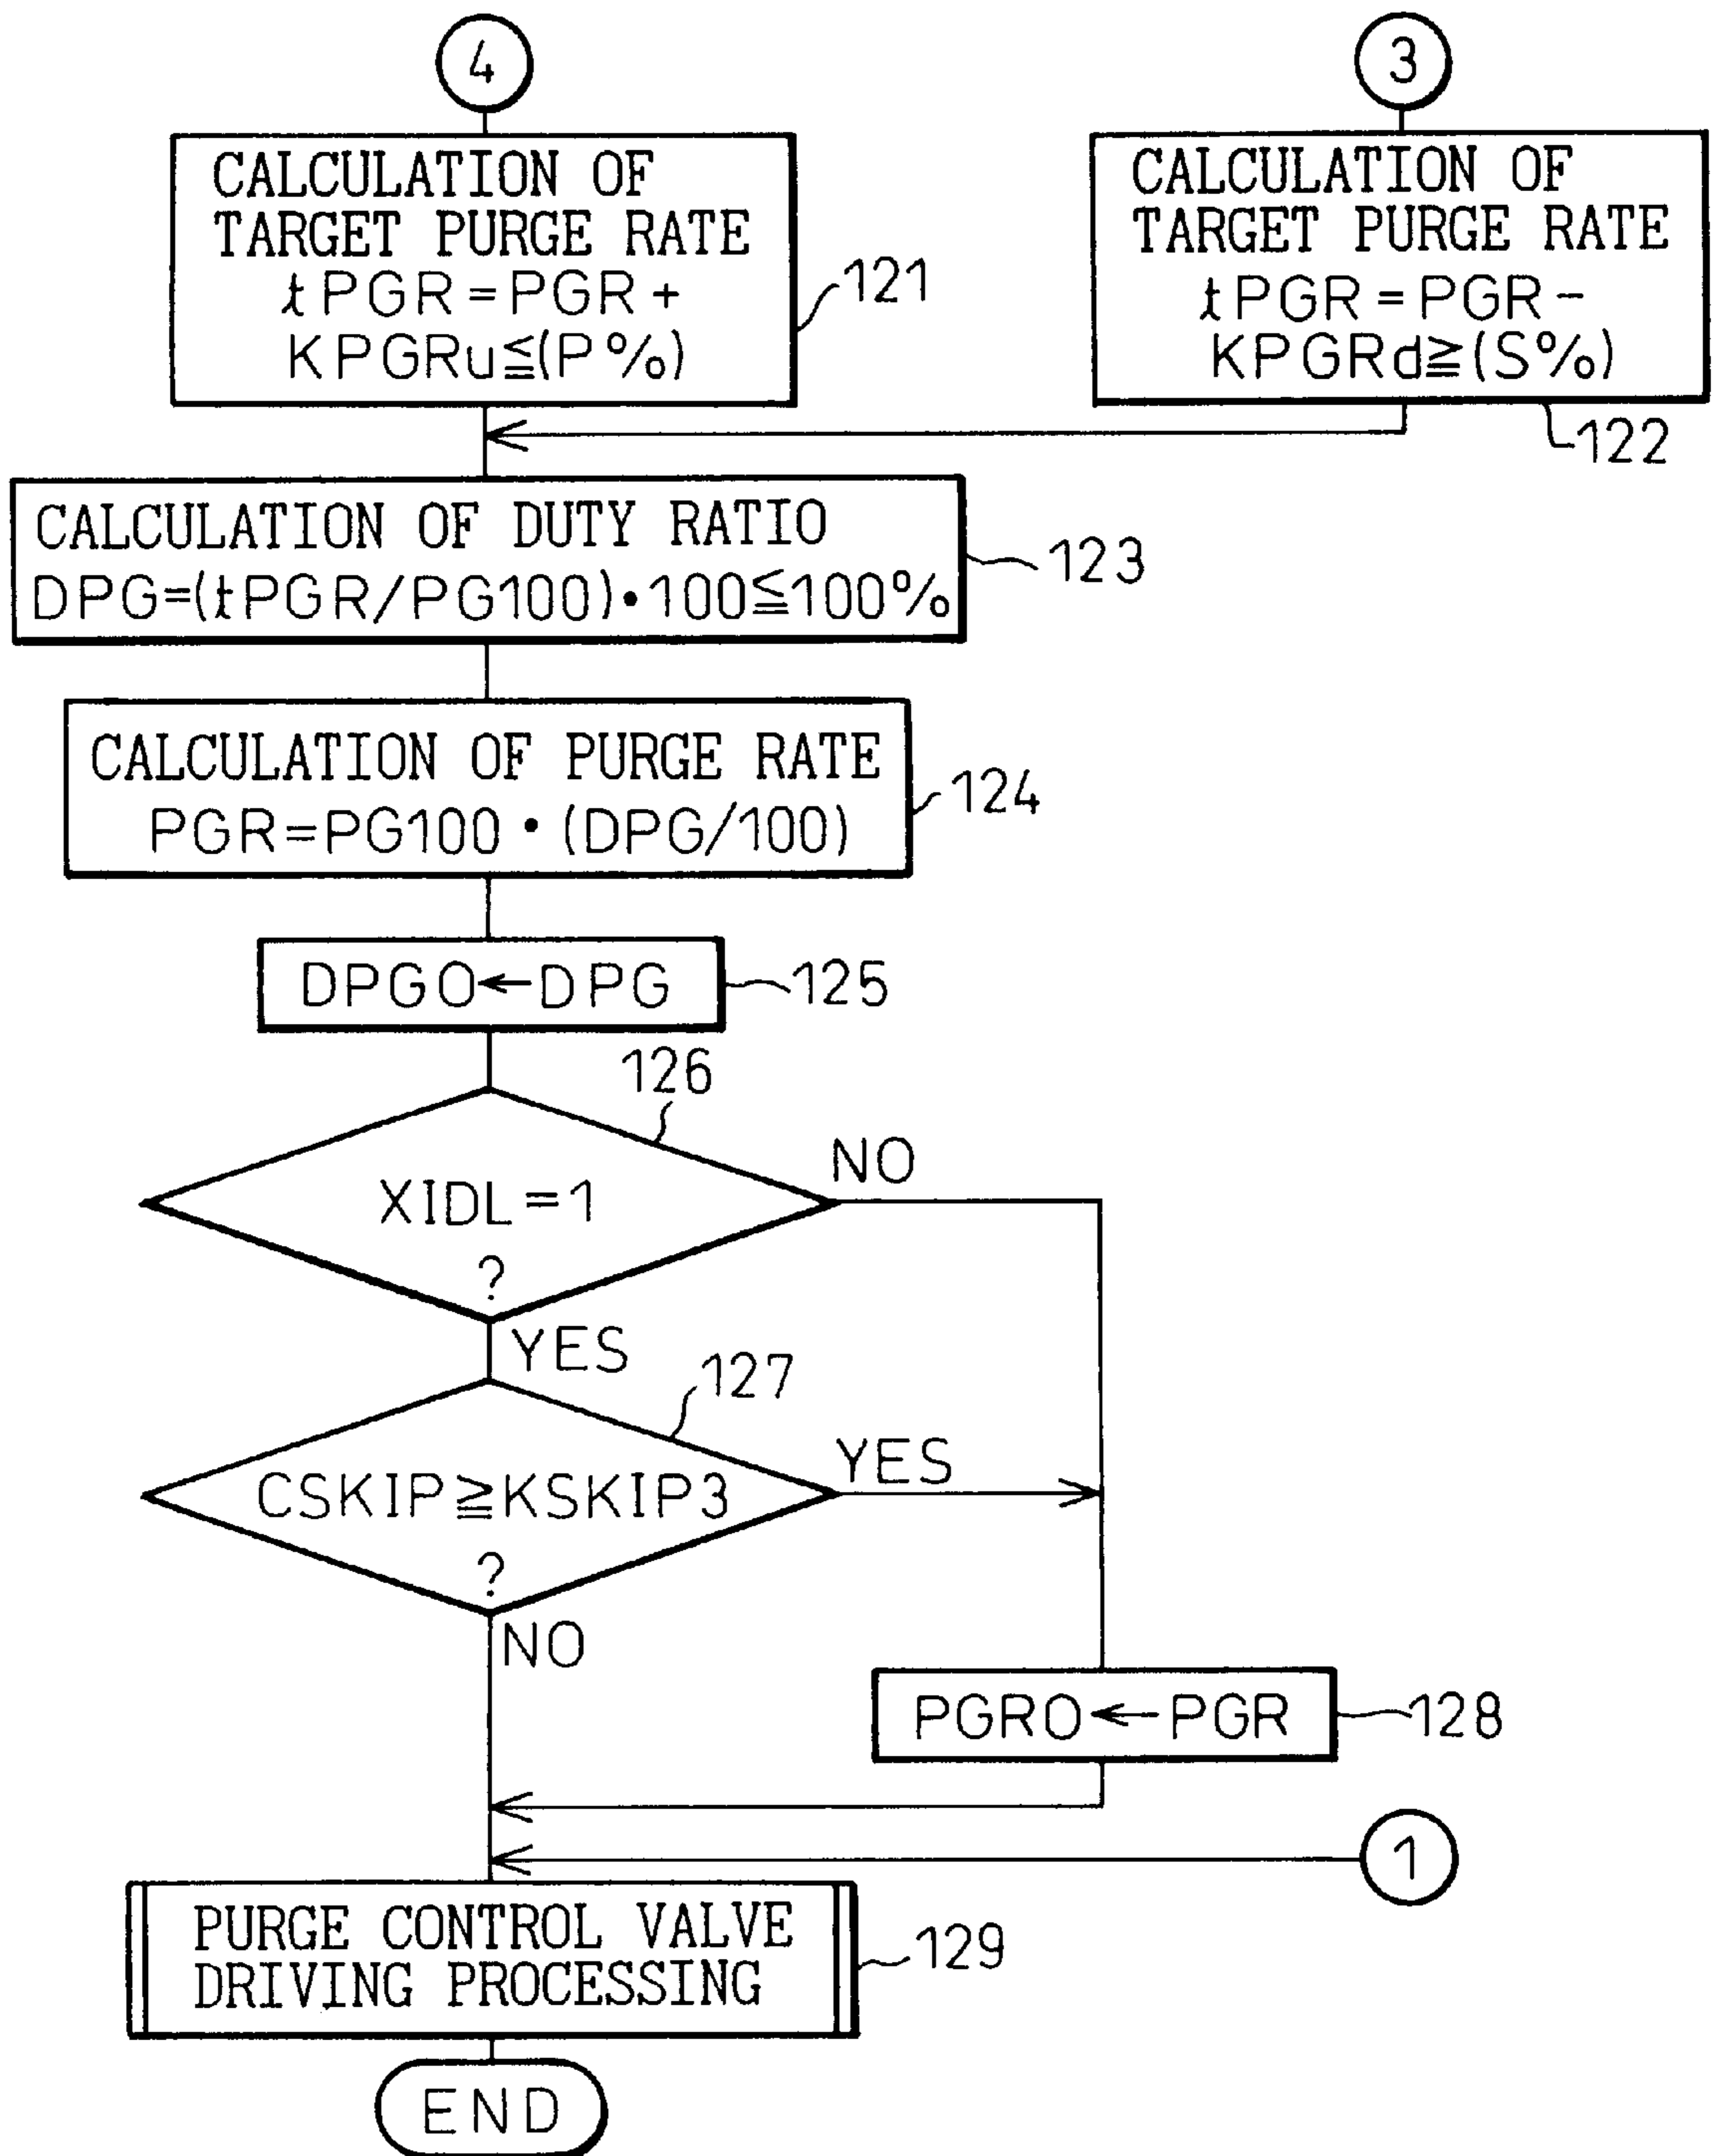 4
3
CALCULATION OF
TARGET PURGE RATE
tPGR=PGR+
KPGRu≦(P%)
121
CALCULATION OF
TARGET PURGE RATE
tPGR=PGR-
KPGRd≧(S%)
122
CALCULATION OF DUTY RATIO
DPG=(tPGR/PG100)•100≦100%
123
CALCULATION OF PURGE RATE
PGR=PG100•(DPG/100)
124
DPGO←DPG
125
126
XIDL=1
?
NO
YES
127
CSKIP≧KSKIP3
?
YES
NO
PGRO←PGR
128
1
PURGE CONTROL VALVE
DRIVING PROCESSING
129
END